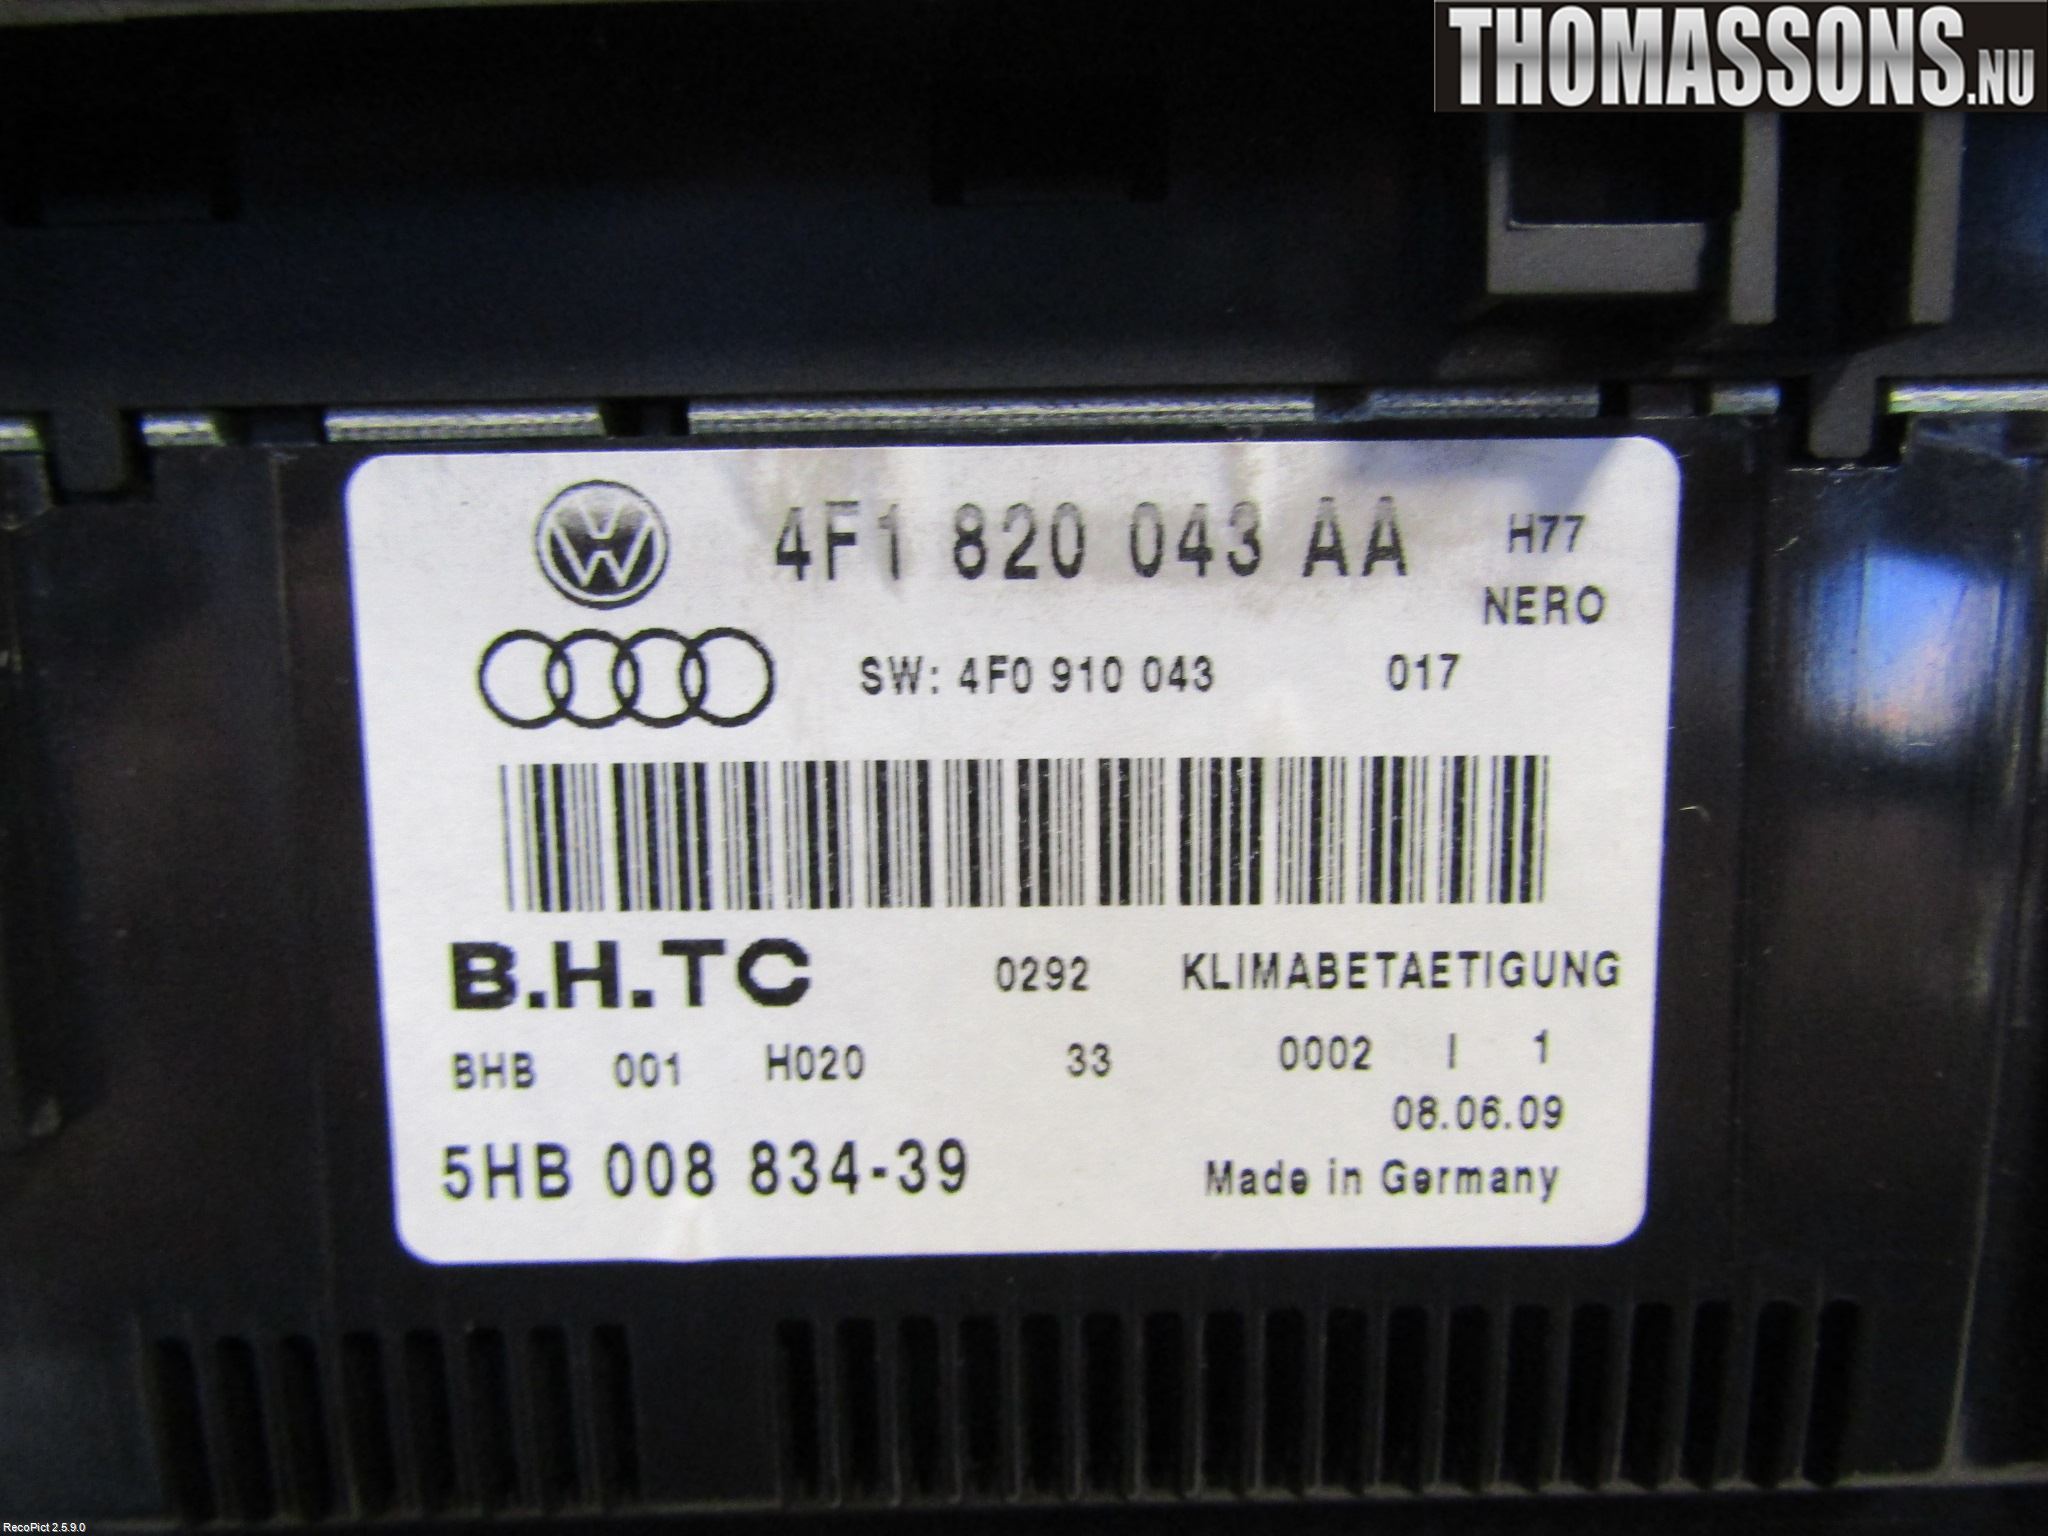 THOMASSONS.NU
4F1 820 043 AA H77
NERO
SW: 4F0 910 043 017
B.H.TC 0292 KLIMABETAETIGUNG
BHB 001 H020 33 0002 I 1
08.06.09
5HB 008 834-39 Made in Germany
RecoPict 2.5.9.0